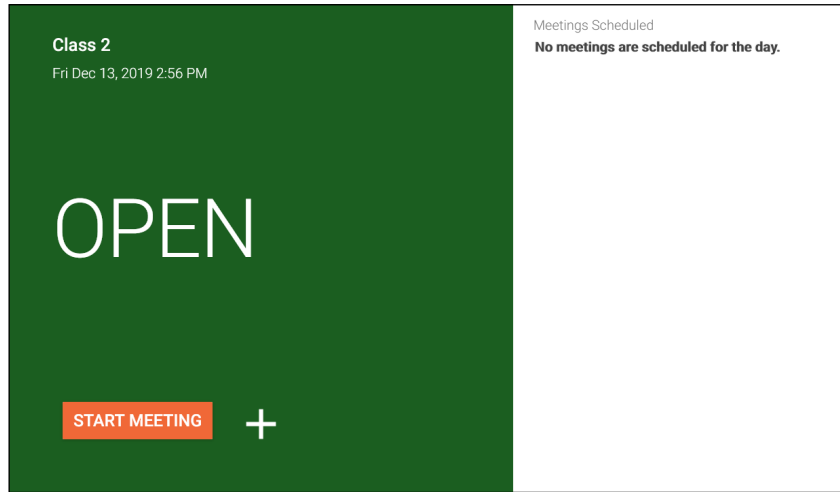 Class 2
Fri Dec 13, 2019 2:56 PM
OPEN
START MEETING
+
Meetings Scheduled
No meetings are scheduled for the day.